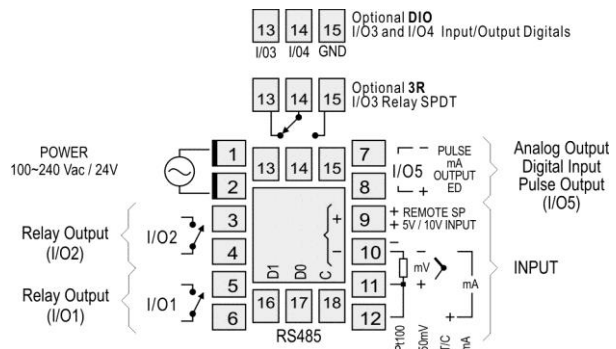 13 14 15
Optional DIO
I/O3 and I/O4 Input/Output Digitals
I/O3 I/O4 GND
Optional 3R
I/O3 Relay SPDT
13 14 15
POWER
100~240 Vac / 24V
1
2
3
4
5
6
13 14 15
7
8
9
10
11
12
I/O5
PULSE
mA
OUTPUT
ED
Analog Output
Digital Input
Pulse Output
(I/O5)
Relay Output
(I/O2)
I/O2
Relay Output
(I/O1)
I/O1
+ REMOTE SP
+ 5V / 10V INPUT
INPUT
mV
mA
D1 D0 C
16 17 18
RS485
T/C
mA